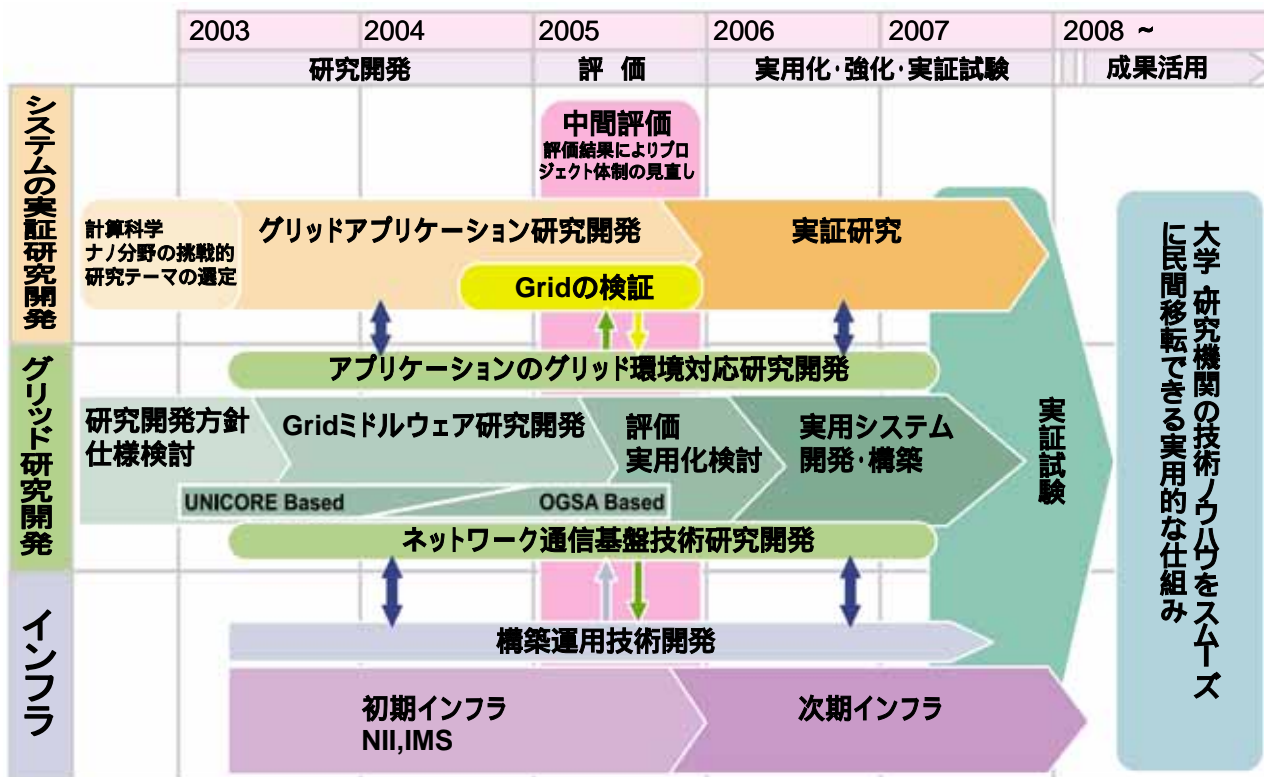 2003
2004
2005
2006
2007
2008 ~
研究開発
評 価
実用化・強化・実証試験
成果活用
システムの実証研究開発
中間評価
評価結果によりプロ
ジェクト体制の見直し
計算科学
ナノ分野の挑戦的
研究テーマの選定
グリッドアプリケーション研究開発
実証研究
Gridの検証
グリッド研究開発
アプリケーションのグリッド環境対応研究開発
研究開発方針
仕様検討
Gridミドルウェア研究開発
評価
実用化検討
実用システム
開発・構築
UNICORE Based
OGSA Based
ネットワーク通信基盤技術研究開発
実証試験
インフラ
構築運用技術開発
初期インフラ
NII,IMS
次期インフラ
大学・研究機関の技術ノウハウをスムーズ
に民間移転できる実用的な仕組み